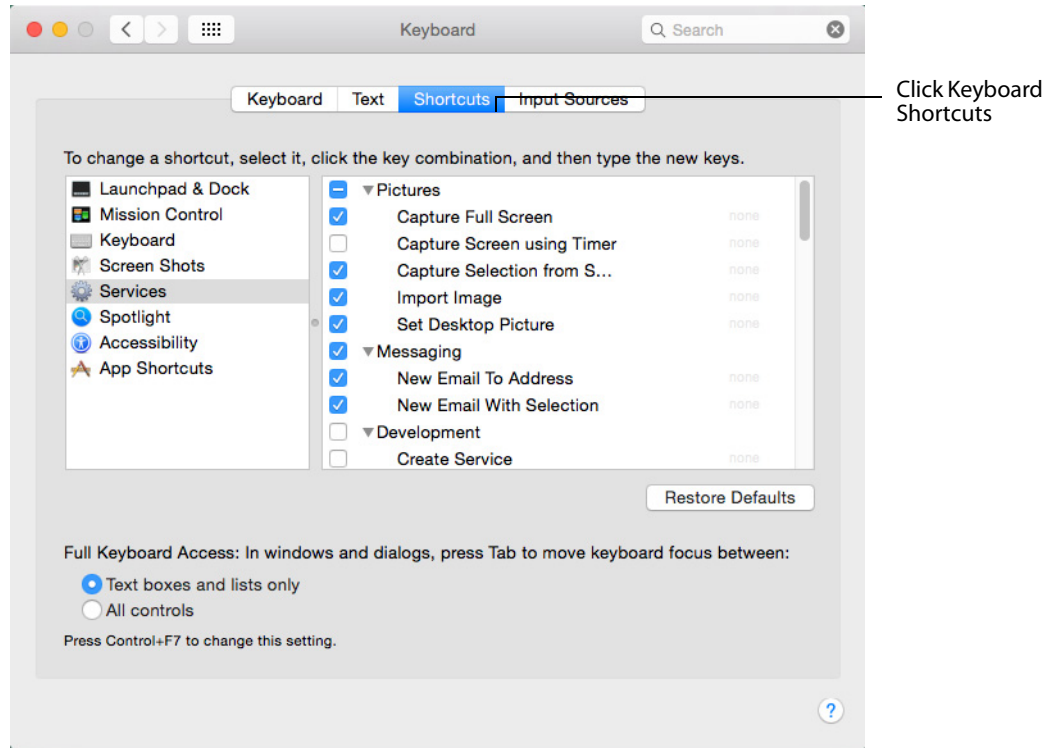 Keyboard
Search
Keyboard Text Shortcuts Input Sources
Click Keyboard
Shortcuts
To change a shortcut, select it, click the key combination, and then type the new keys.
Launchpad & Dock
Mission Control
Keyboard
Screen Shots
Services
Spotlight
Accessibility
App Shortcuts
Pictures
Capture Full Screen none
Capture Screen using Timer none
Capture Selection from S... none
Import Image none
Set Desktop Picture none
Messaging
New Email To Address none
New Email With Selection none
Development
Create Service none
Restore Defaults
Full Keyboard Access: In windows and dialogs, press Tab to move keyboard focus between:
Text boxes and lists only
All controls
Press Control+F7 to change this setting.
?